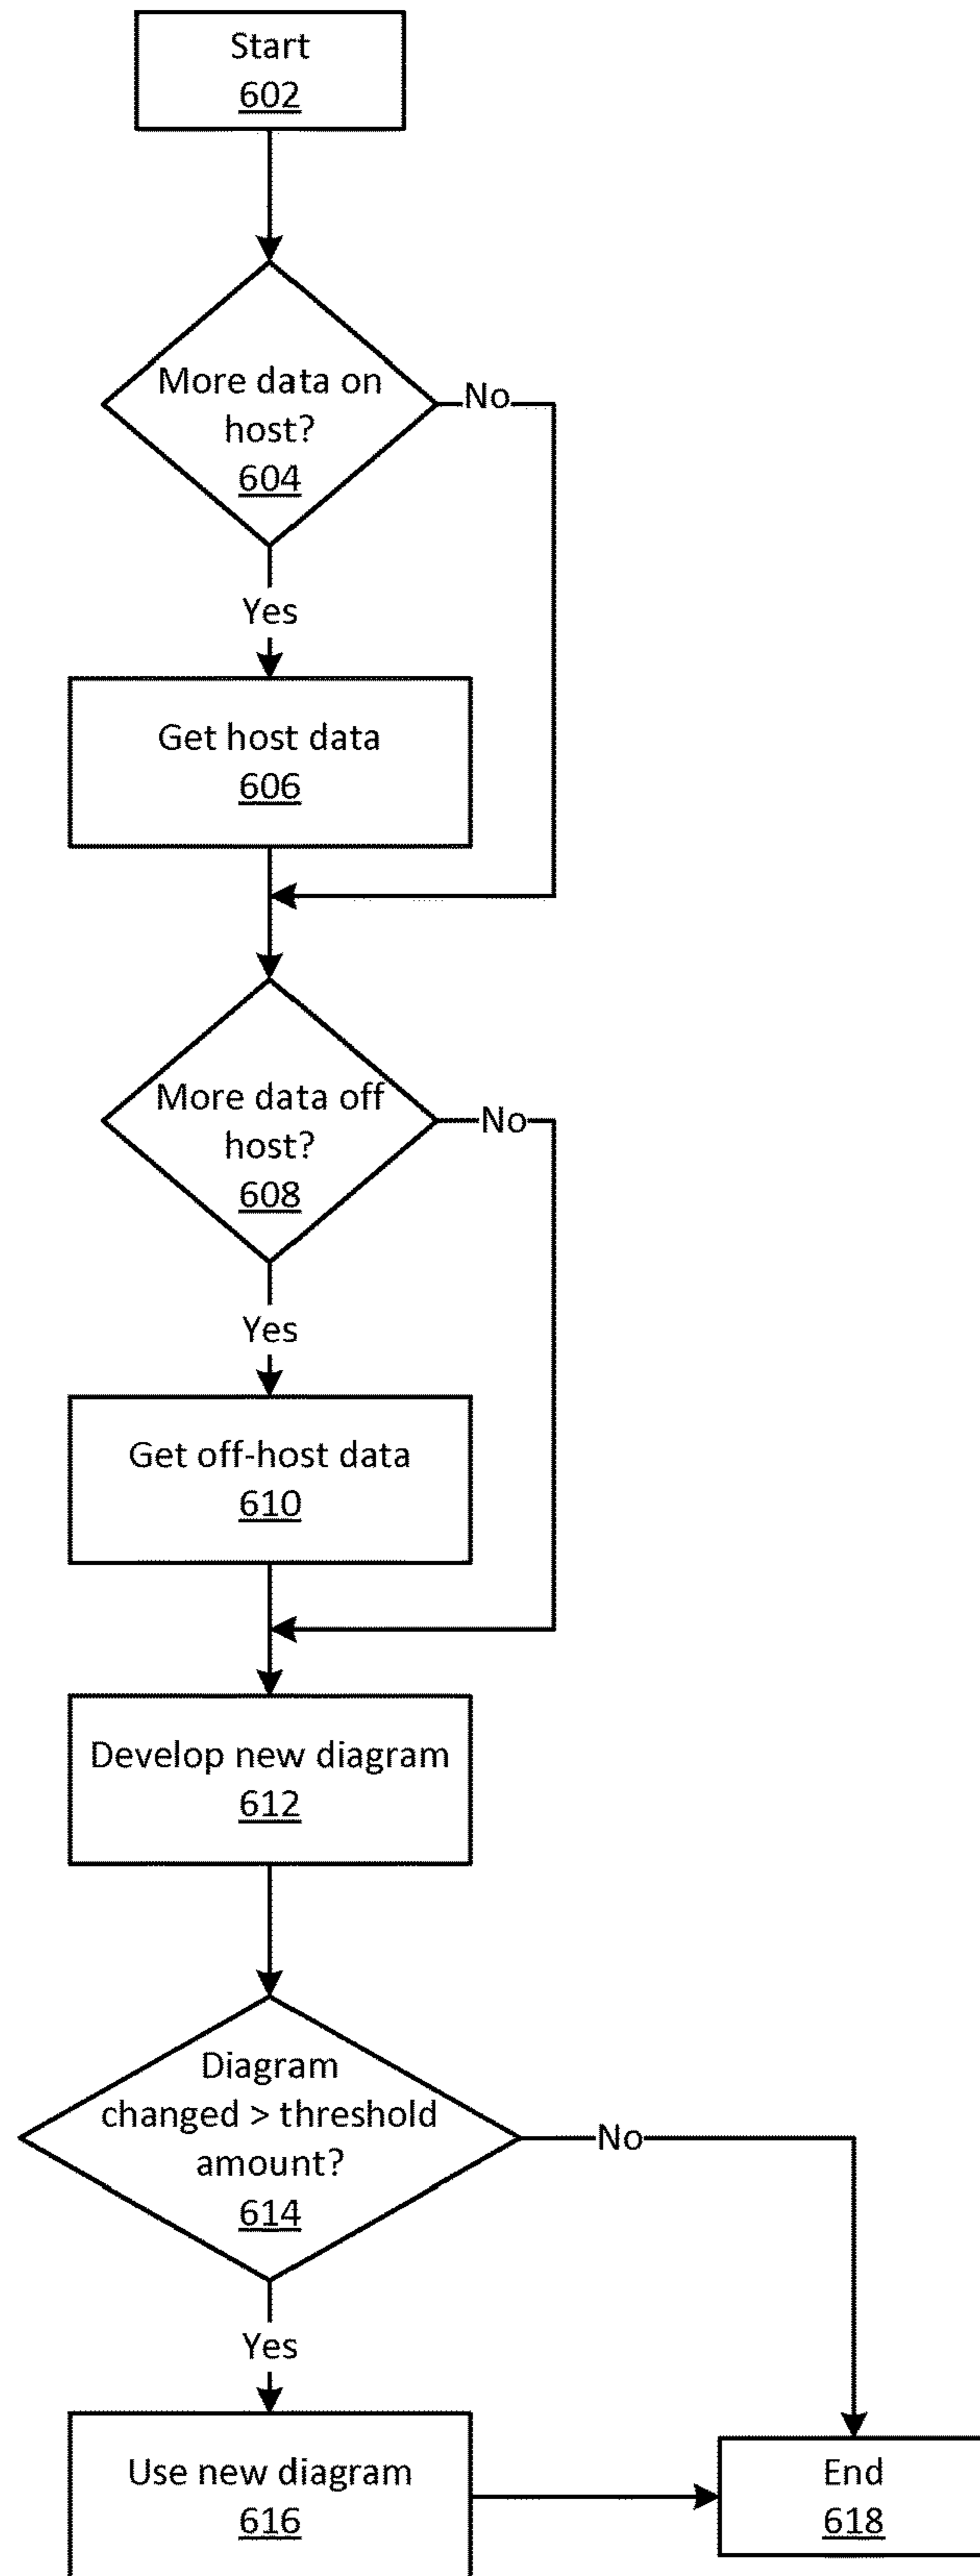 Start
602
More data on
host?
604
No
Yes
Get host data
606
More data off
host?
608
No
Yes
Get off-host data
610
Develop new diagram
612
Diagram
changed > threshold
amount?
614
No
Yes
Use new diagram
616
End
618